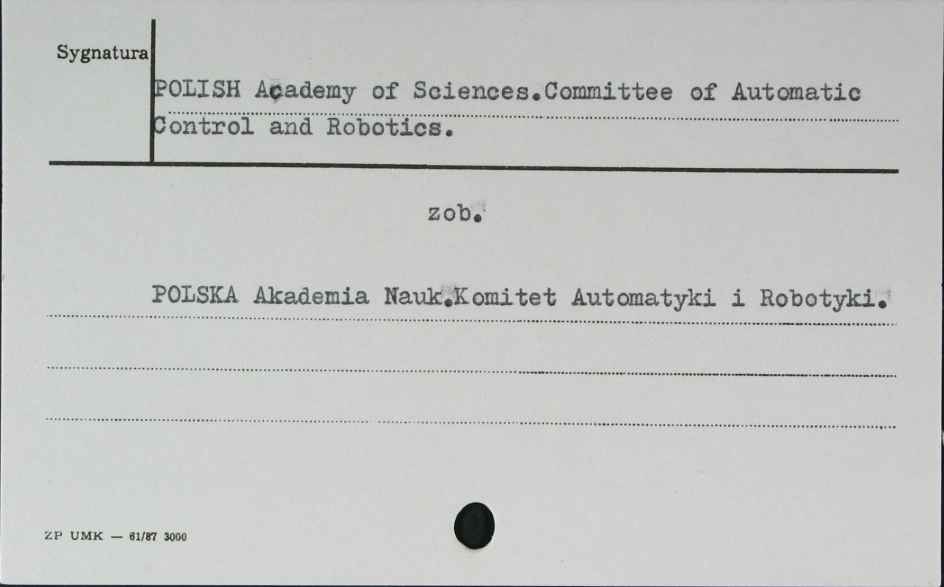 Sygnatura
POLISH Academy of Sciences.Committee of Automatic
Control and Robotics.
zob.
POLSKA Akademia Nauk.Komitet Automatyki i Robotyki.
ZP UMK — 61/87 3000